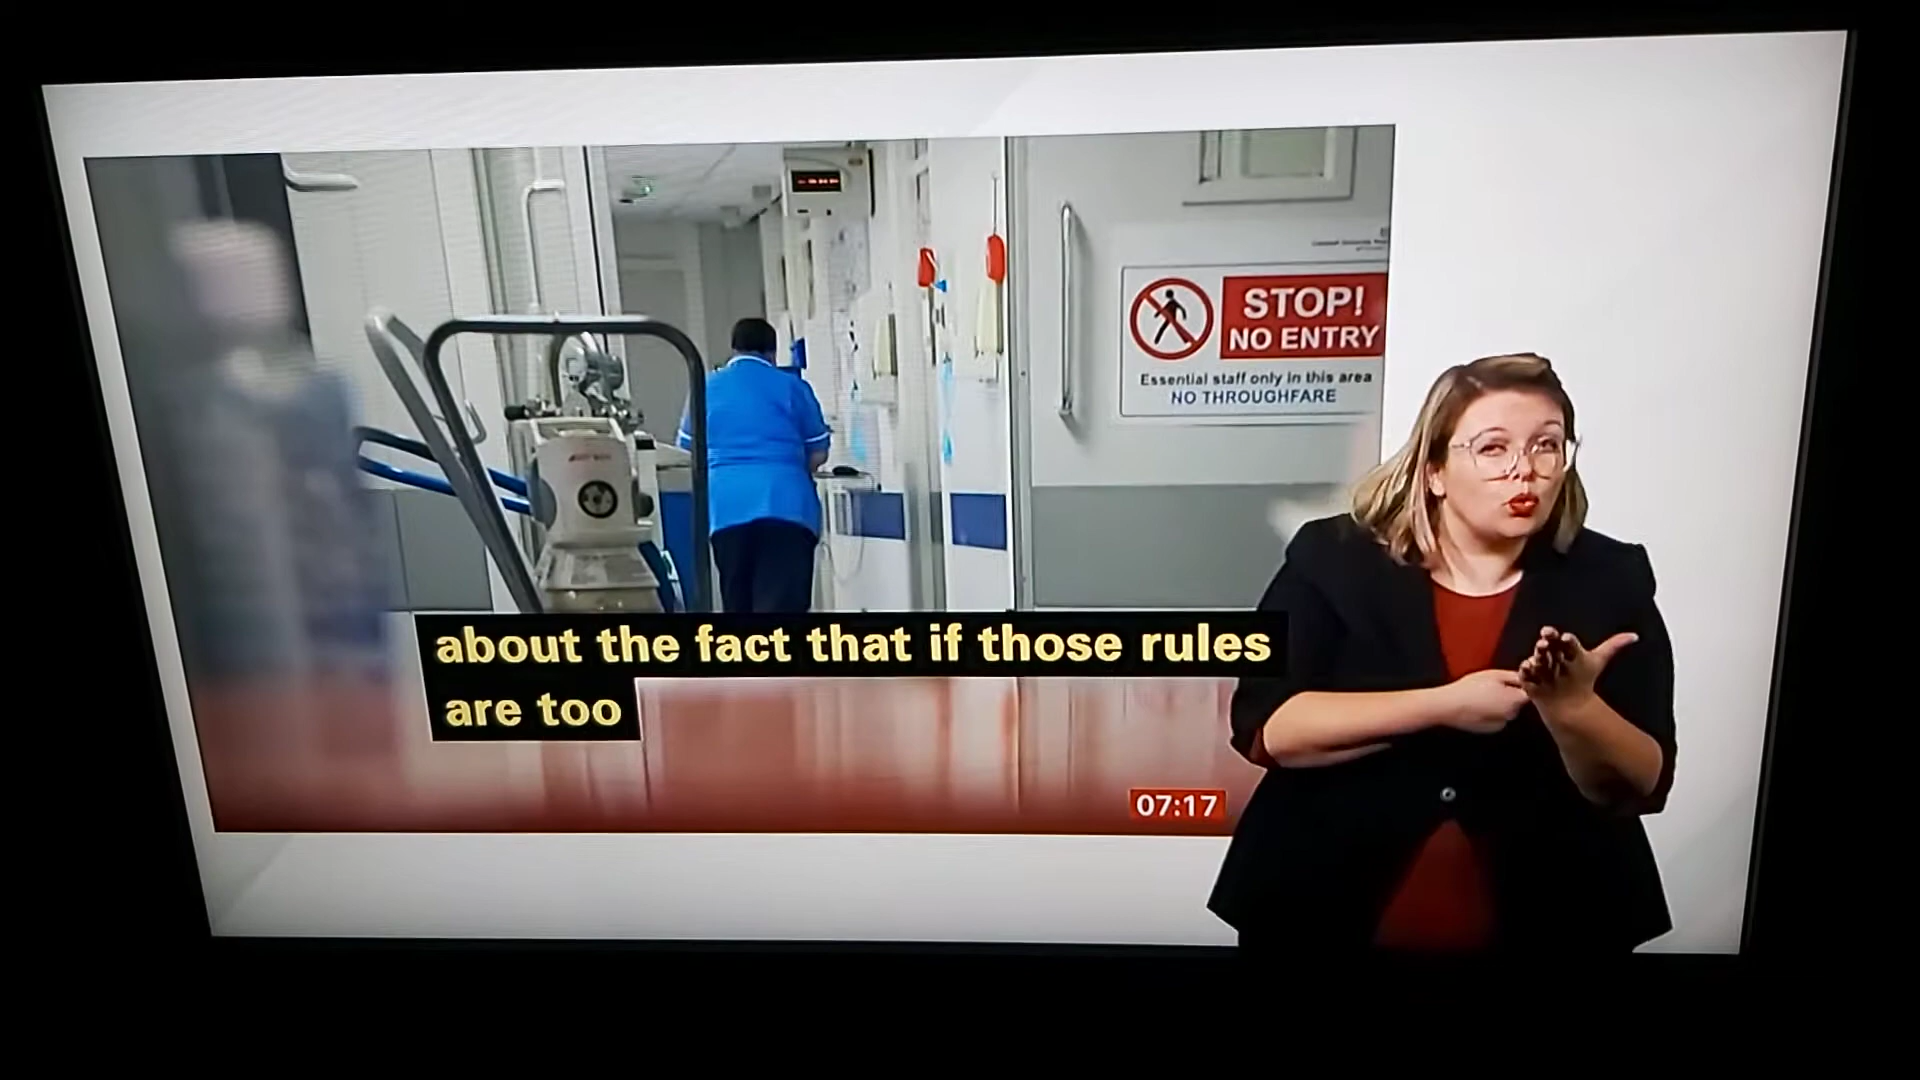 STOP!
NO ENTRY
Essential staff only in this area
NO THROUGHFARE
about the fact that if those rules
are too
07:17